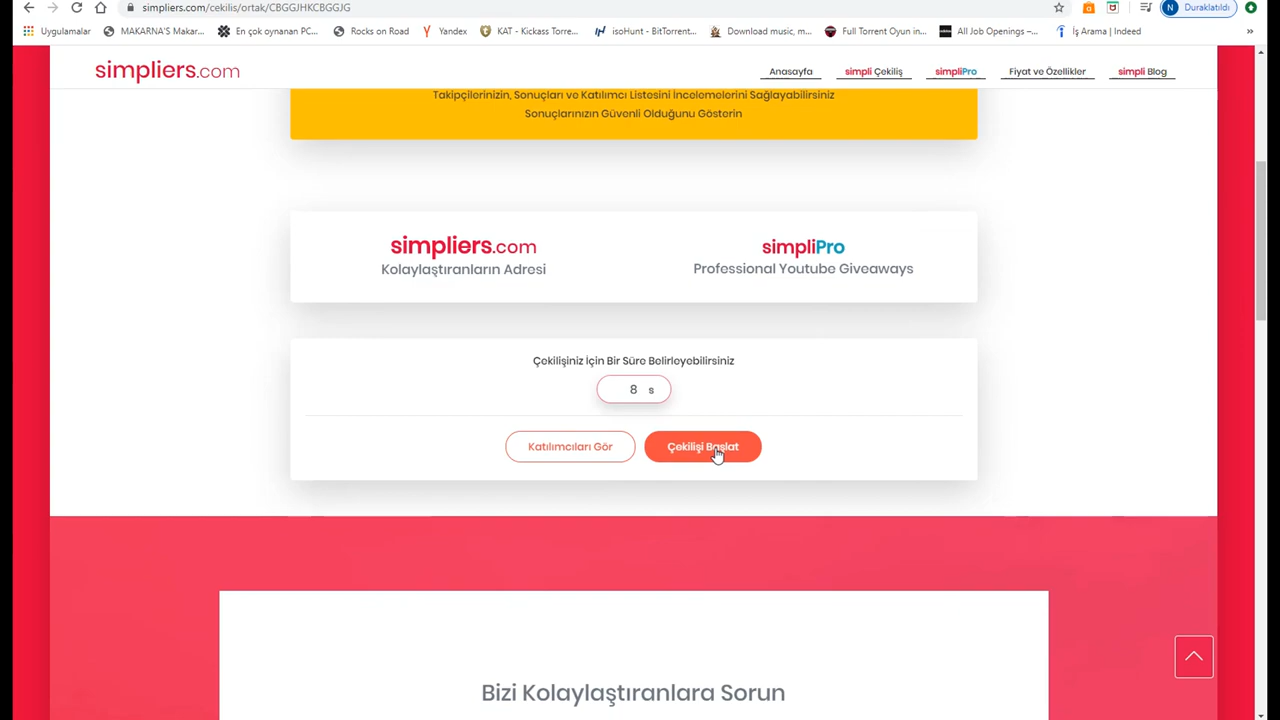 simpliers.com/cekilis/ortak/CBGGJHKCBGGJG
Duraklatıldı
Uygulamalar
MAKARNA'S Makar...
En çok oynanan PC...
Rocks on Road
Yandex
KAT - Kickass Torre...
isoHunt - BitTorrent...
Download music, m...
Full Torrent Oyun in...
All Job Openings –...
İş Arama | Indeed
simpliers.com
Anasayfa
simpli Çekiliş
simpliPro
Fiyat ve Özellikler
simpli Blog
Takipçilerinizin, Sonuçları ve Katılımcı Listesini İncelemelerini Sağlayabilirsiniz
Sonuçlarınızın Güvenli Olduğunu Gösterin
simpliers.com
Kolaylaştıranların Adresi
simpliPro
Professional Youtube Giveaways
Çekilişiniz İçin Bir Süre Belirleyebilirsiniz
8 s
Katılımcıları Gör
Çekilişi Başlat
Bizi Kolaylaştıranlara Sorun